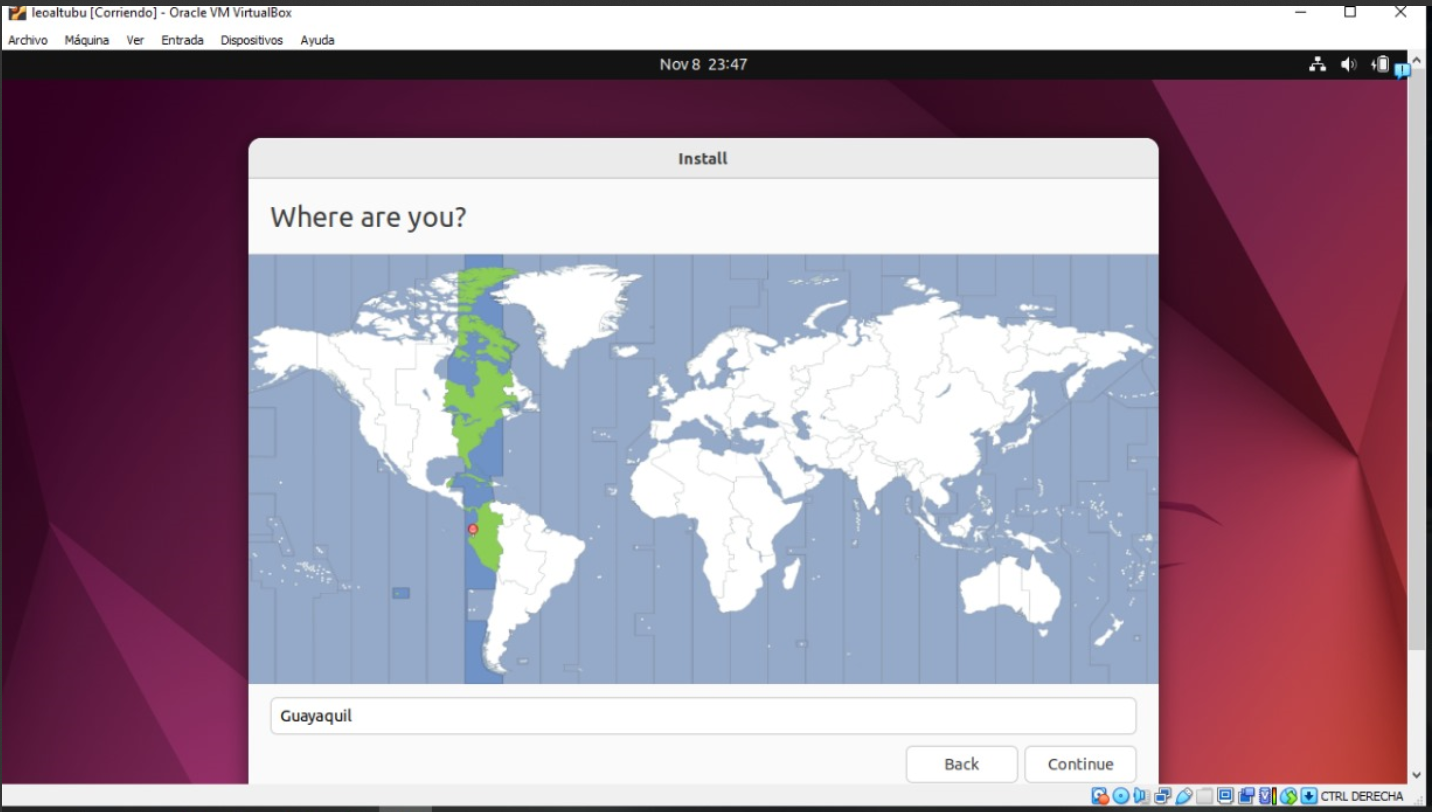 leoaltubu [Corriendo] - Oracle VM VirtualBox
Archivo Máquina Ver Entrada Dispositivos Ayuda
Nov 8 23:47
Install
Where are you?
Guayaquil
Back Continue
CTRL DERECHA